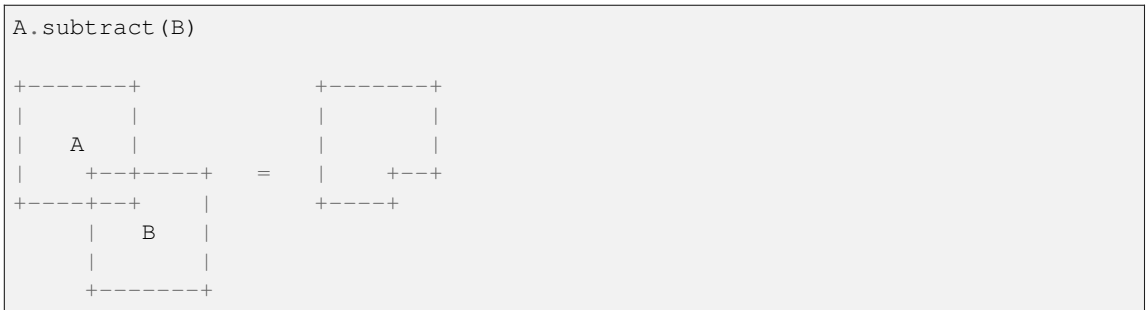 A.subtract(B)

+-------+            +-------+
|       |            |       |
|   A   |            |       |
|    +--+----+   =   |    +--+
+----+--+    |       +----+
     |   B   |
     |       |
     +-------+